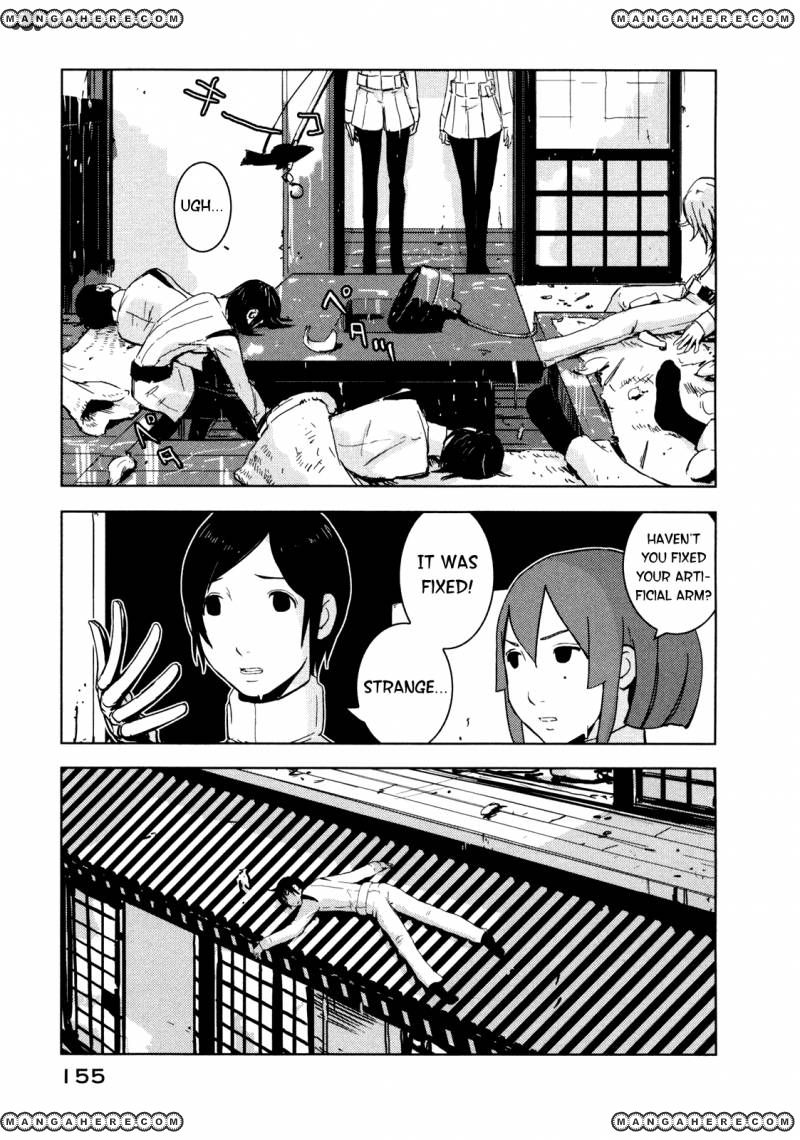 MANGAHERE.COM
MANGAHERE.COM
キーコ
UGH...
ペタッ
ペタ
HAVEN'T
YOU FIXED
YOUR ARTI-
FICIAL ARM?
IT WAS
FIXED!
STRANGE...
155
MANGAHERE.COM
MANGAHERE.COM